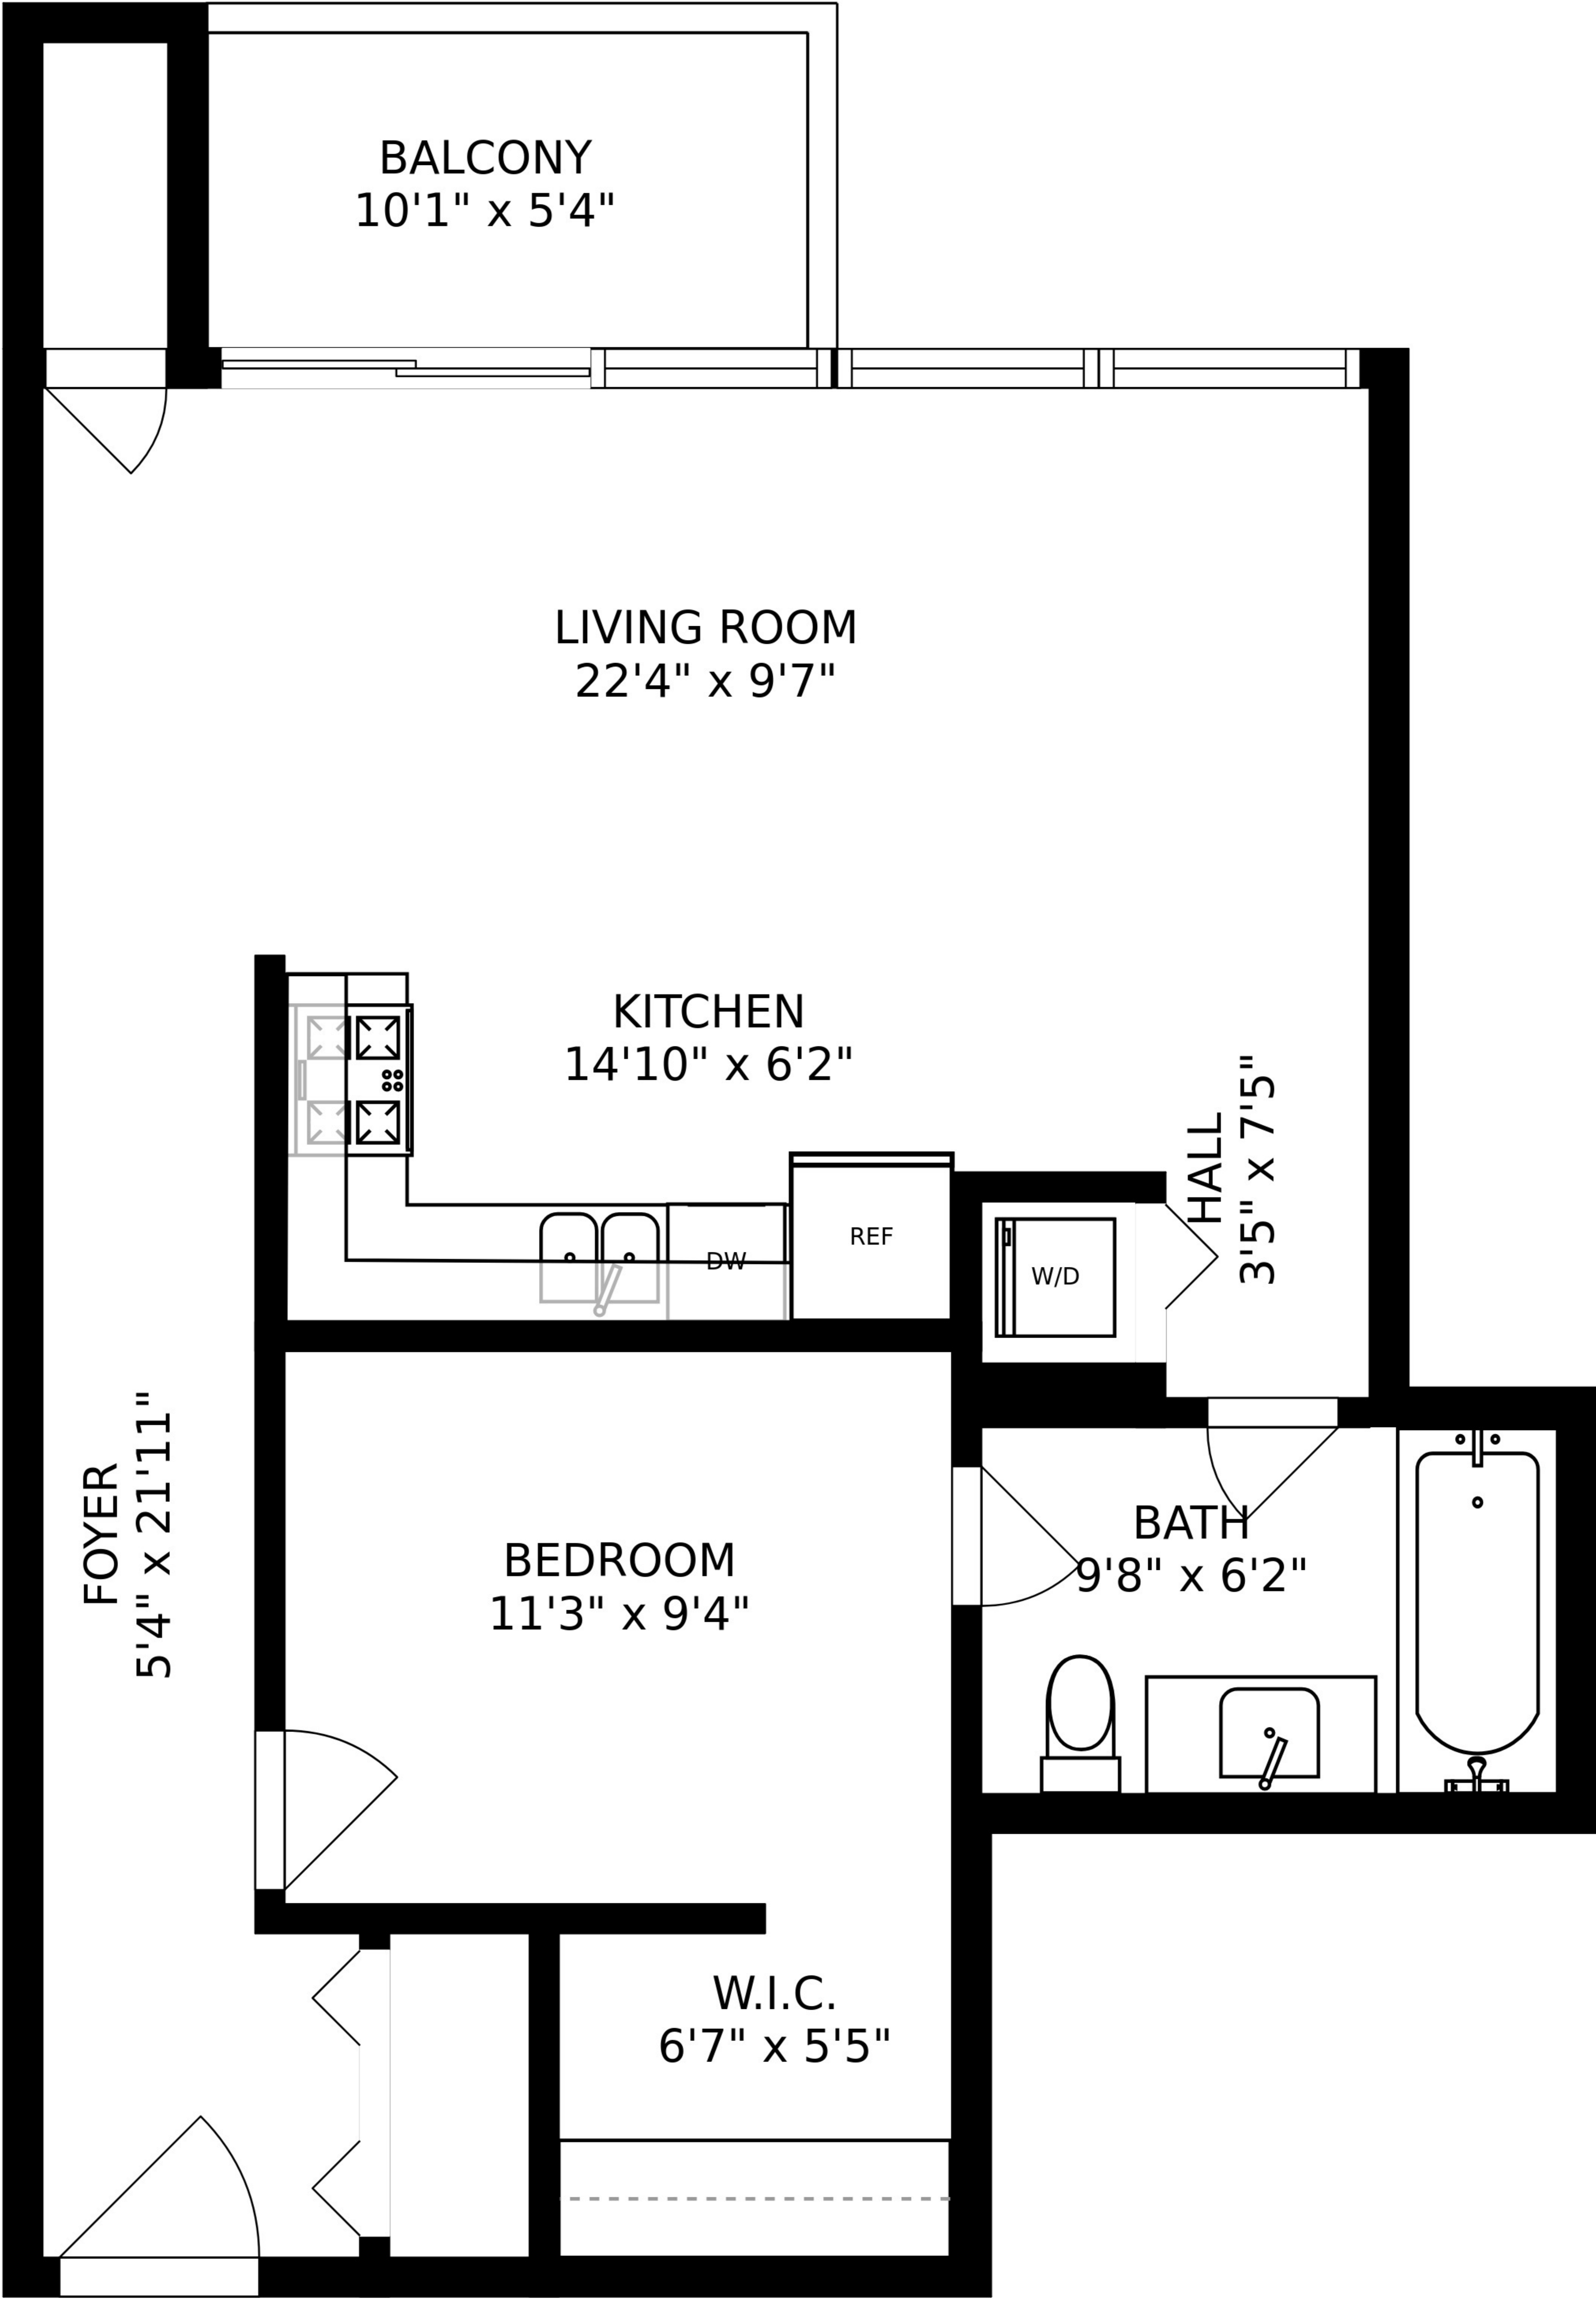 BALCONY
10'1" x 5'4"
LIVING ROOM
22'4" x 9'7"
KITCHEN
14'10" x 6'2"
HALL
3'5" x 7'5"
REF
DW
W/D
FOYER
5'4" x 21'11"
BEDROOM
11'3" x 9'4"
BATH
9'8" x 6'2"
W.I.C.
6'7" x 5'5"